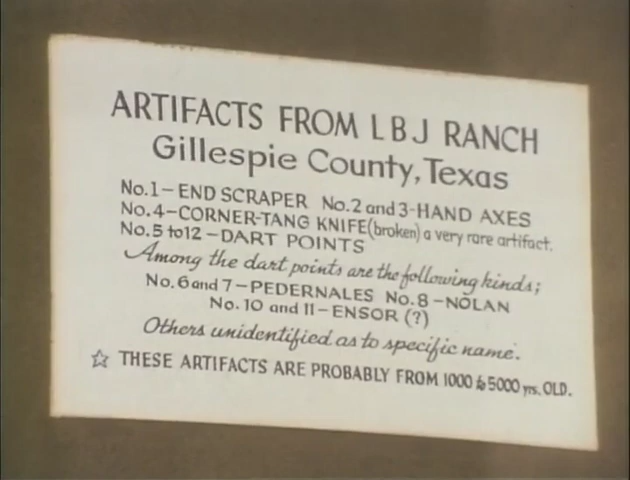 ARTIFACTS FROM LBJ RANCH
Gillespie County, Texas
No.1-END SCRAPER No.2 and 3-HAND AXES
No.4-CORNER-TANG KNIFE (broken) a very rare artifact.
No.5 to 12-DART POINTS
Among the dart points are the following kinds;
No.6 and 7-PEDERNALES No.8-NOLAN
No.10 and 11-ENSOR (?)
Others unidentified as to specific name.
☆ THESE ARTIFACTS ARE PROBABLY FROM 1000 to 5000 yrs. OLD.